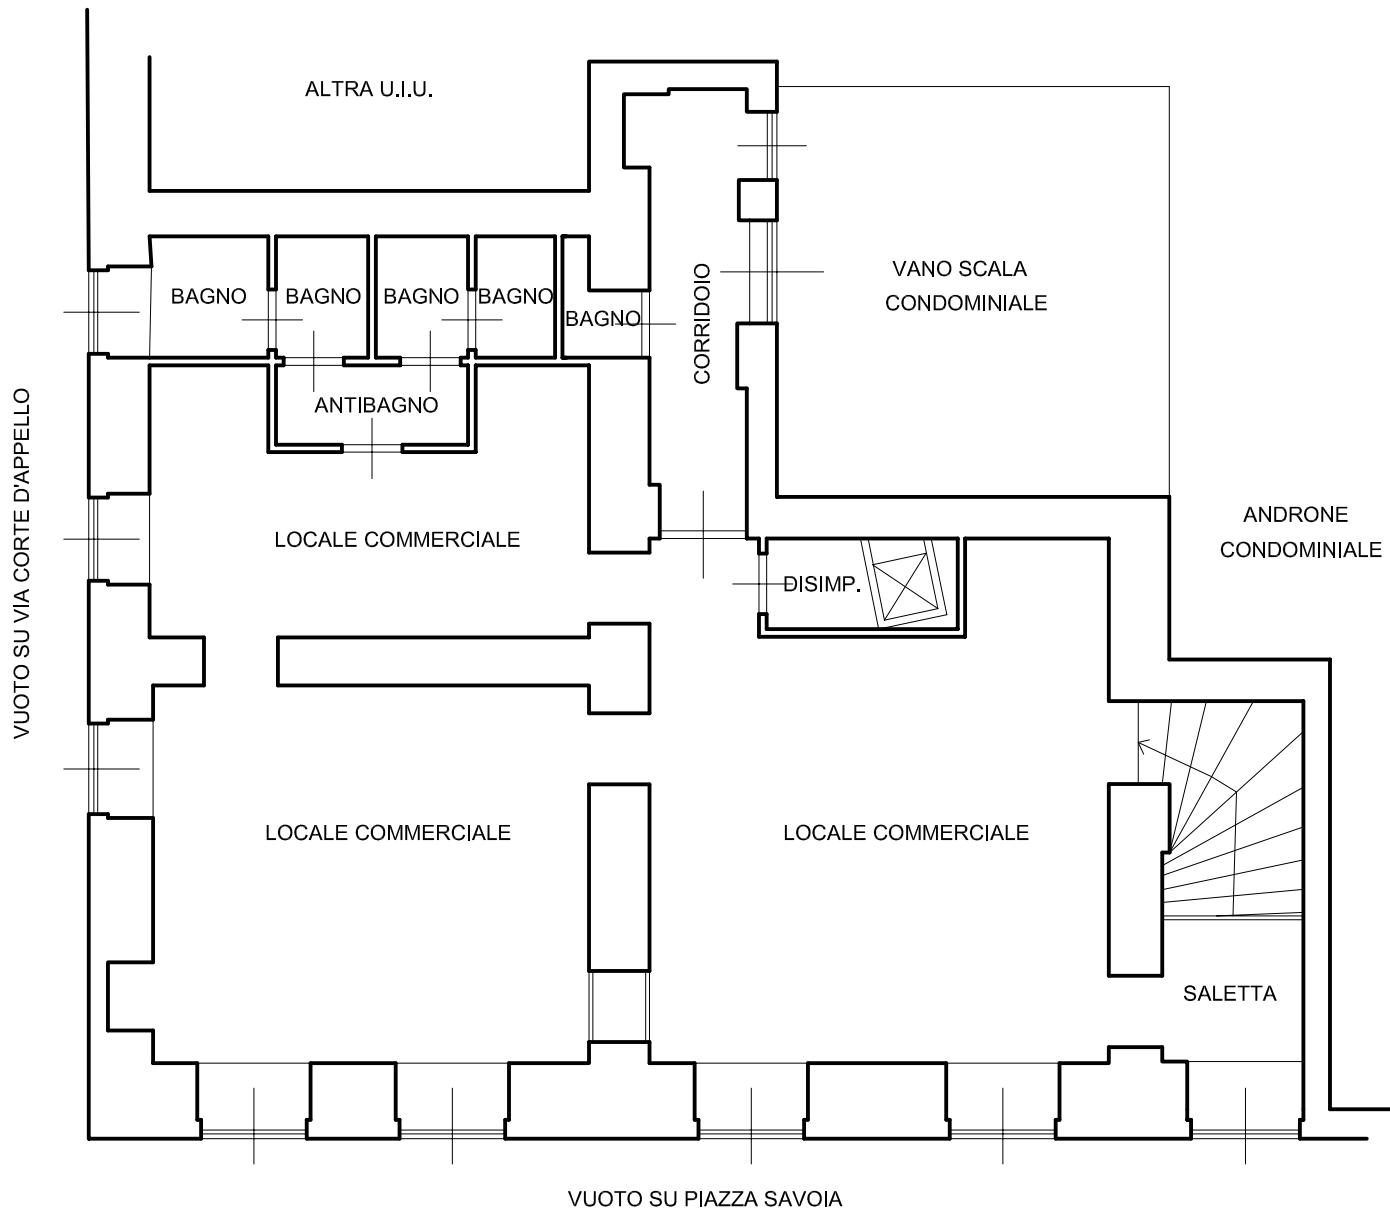 ALTRA U.I.U.
VANO SCALA
CONDOMINIALE
BAGNO
BAGNO
BAGNO
BAGNO
BAGNO
CORRIDOIO
ANTIBAGNO
VUOTO SU VIA CORTE D'APPELLO
LOCALE COMMERCIALE
ANDRONE
CONDOMINIALE
DISIMP.
LOCALE COMMERCIALE
LOCALE COMMERCIALE
SALETTA
VUOTO SU PIAZZA SAVOIA